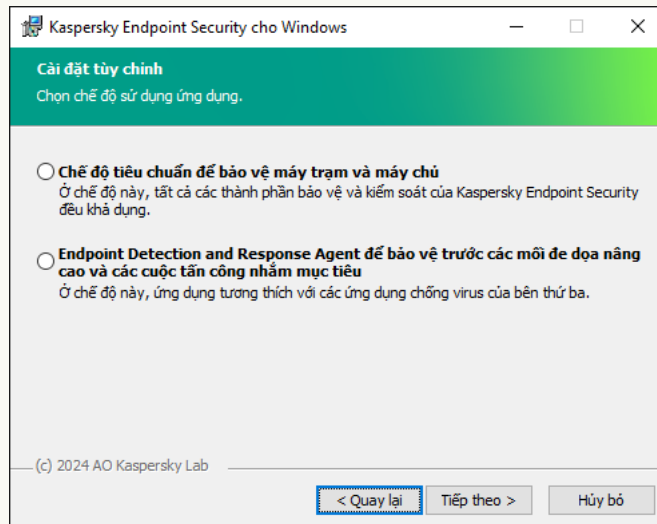 Kaspersky Endpoint Security cho Windows
Cài đặt tùy chỉnh
Chọn chế độ sử dụng ứng dụng.
Chế độ tiêu chuẩn để bảo vệ máy trạm và máy chủ
Ở chế độ này, tất cả các thành phần bảo vệ và kiểm soát của Kaspersky Endpoint Security
đều khả dụng.
Endpoint Detection and Response Agent để bảo vệ trước các mối đe dọa nâng
cao và các cuộc tấn công nhắm mục tiêu
Ở chế độ này, ứng dụng tương thích với các ứng dụng chống virus của bên thứ ba.
(c) 2024 AO Kaspersky Lab
< Quay lại
Tiếp theo >
Hủy bỏ